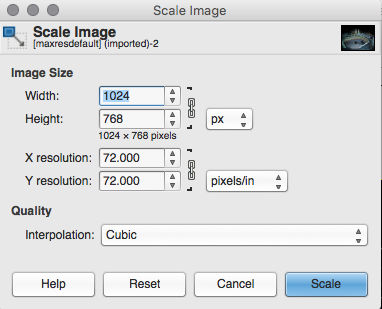 Scale Image
Scale Image
[maxresdefault] (imported)-2
Image Size
Width: 1024
Height: 768 px
1024 × 768 pixels
X resolution: 72.000
Y resolution: 72.000 pixels/in
Quality
Interpolation: Cubic
Help Reset Cancel Scale